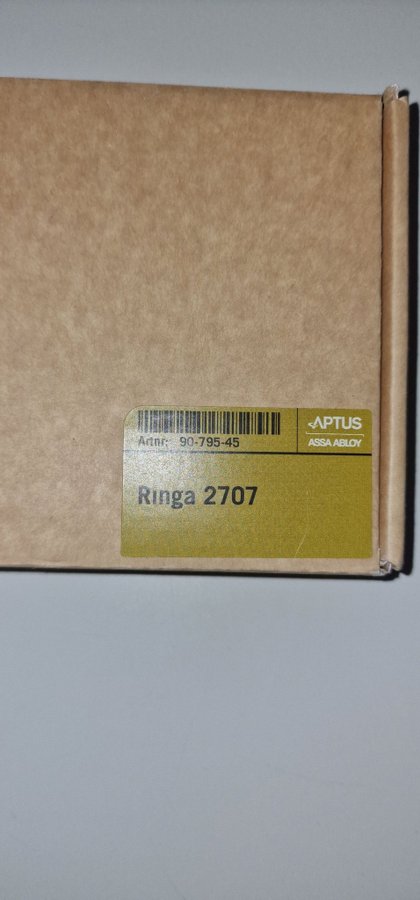 APTUS
ASSA ABLOY
Artnr: 90-795-45
Ringa 2707